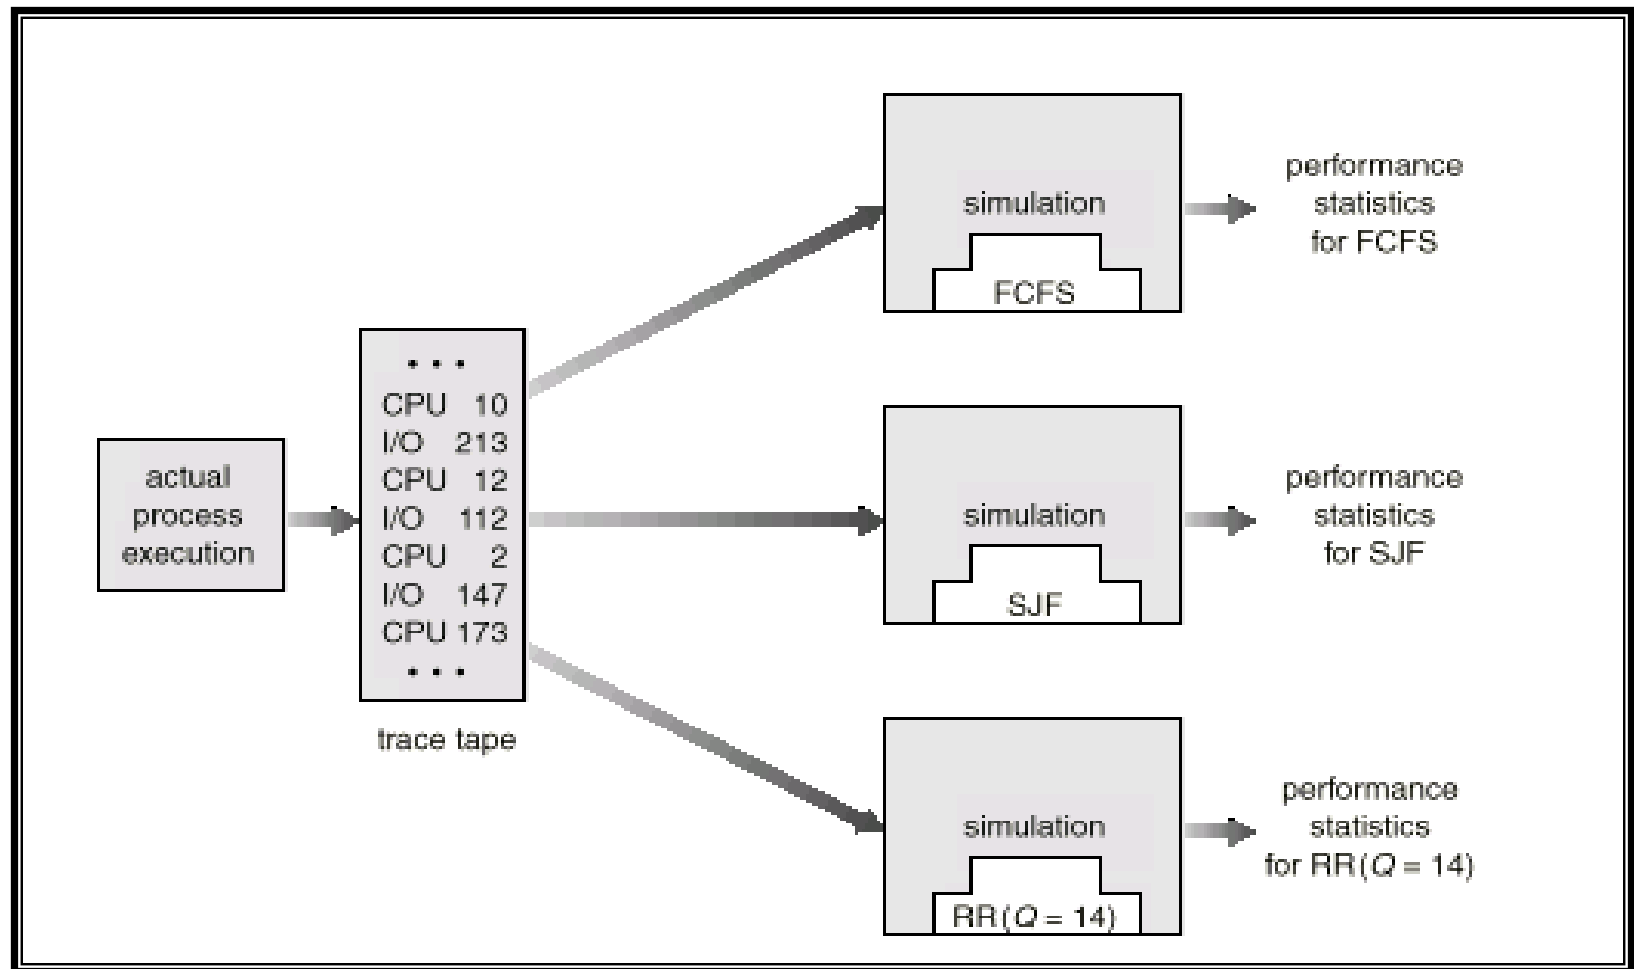 actual
process
execution
• • •
CPU 10
I/O 213
CPU 12
I/O 112
CPU 2
I/O 147
CPU 173
• • •
trace tape
simulation
FCFS
performance
statistics
for FCFS
simulation
SJF
performance
statistics
for SJF
simulation
RR(Q = 14)
performance
statistics
for RR(Q = 14)